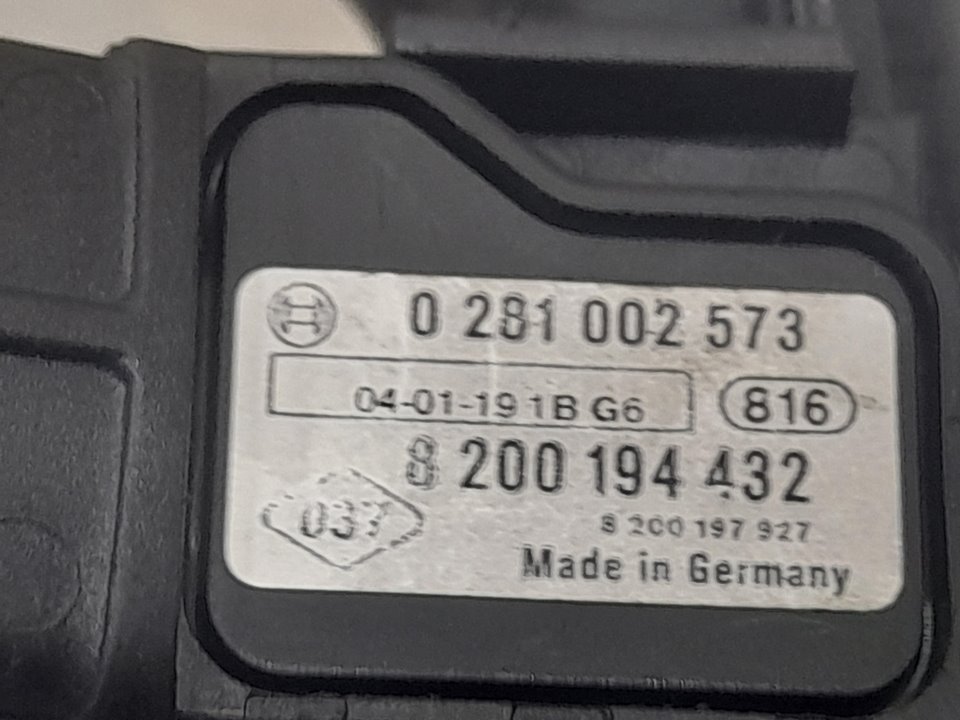 0 281 002 573
04-01-19 1B G6
816
8 200 194 432
8 200 197 927
Made in Germany